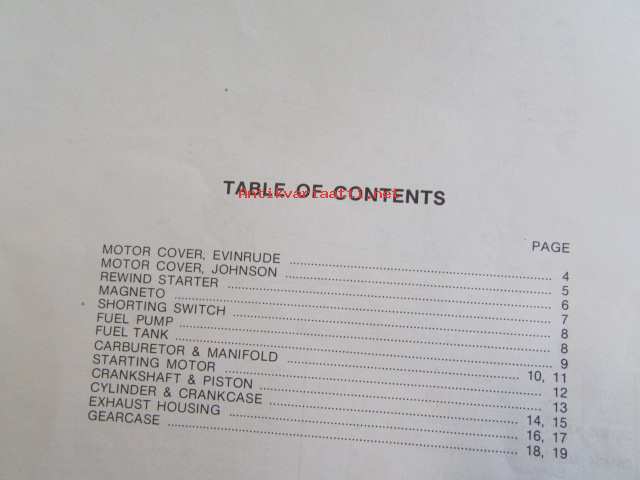 TABLE OF CONTENTS
Antikvariaatti.net
PAGE
MOTOR COVER, EVINRUDE ........ 4
MOTOR COVER, JOHNSON ........ 5
REWIND STARTER ........ 6
MAGNETO ........ 7
SHORTING SWITCH ........ 8
FUEL PUMP ........ 8
FUEL TANK ........ 9
CARBURETOR & MANIFOLD ........ 10, 11
STARTING MOTOR ........ 12
CRANKSHAFT & PISTON ........ 13
CYLINDER & CRANKCASE ........ 14, 15
EXHAUST HOUSING ........ 16, 17
GEARCASE ........ 18, 19